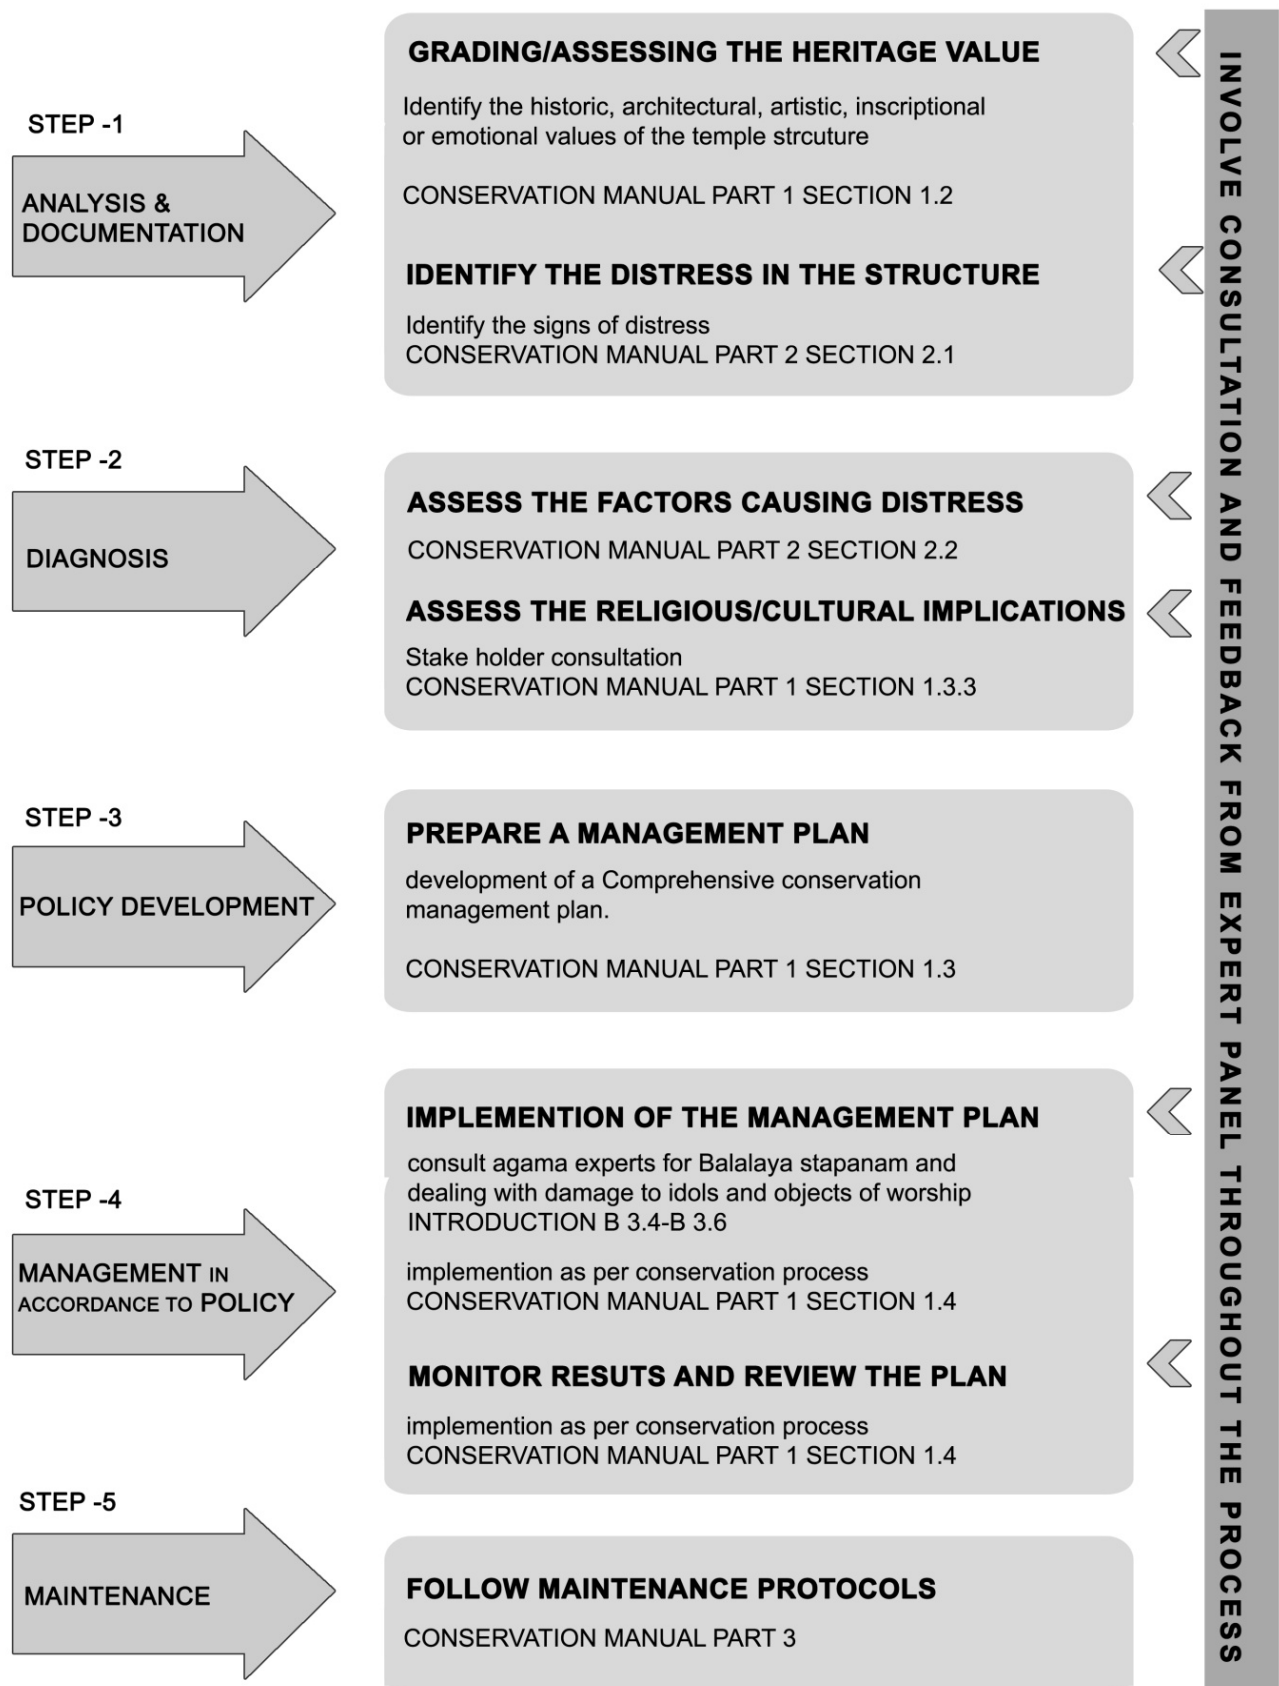 GRADING/ASSESSING THE HERITAGE VALUE
Identify the historic, architectural, artistic, inscriptional
or emotional values of the temple strcuture
STEP -1
ANALYSIS &
DOCUMENTATION
CONSERVATION MANUAL PART 1 SECTION 1.2
IDENTIFY THE DISTRESS IN THE STRUCTURE
Identify the signs of distress
CONSERVATION MANUAL PART 2 SECTION 2.1
STEP -2
DIAGNOSIS
ASSESS THE FACTORS CAUSING DISTRESS
CONSERVATION MANUAL PART 2 SECTION 2.2
ASSESS THE RELIGIOUS/CULTURAL IMPLICATIONS
Stake holder consultation
CONSERVATION MANUAL PART 1 SECTION 1.3.3
STEP -3
POLICY DEVELOPMENT
PREPARE A MANAGEMENT PLAN
development of a Comprehensive conservation
management plan.
CONSERVATION MANUAL PART 1 SECTION 1.3
IMPLEMENTION OF THE MANAGEMENT PLAN
consult agama experts for Balalaya stapanam and
dealing with damage to idols and objects of worship
INTRODUCTION B 3.4-B 3.6
STEP -4
MANAGEMENT IN
ACCORDANCE TO POLICY
implemention as per conservation process
CONSERVATION MANUAL PART 1 SECTION 1.4
MONITOR RESUTS AND REVIEW THE PLAN
implemention as per conservation process
CONSERVATION MANUAL PART 1 SECTION 1.4
STEP -5
MAINTENANCE
FOLLOW MAINTENANCE PROTOCOLS
CONSERVATION MANUAL PART 3
INVOLVE CONSULTATION AND FEEDBACK FROM EXPERT PANEL THROUGHOUT THE PROCESS